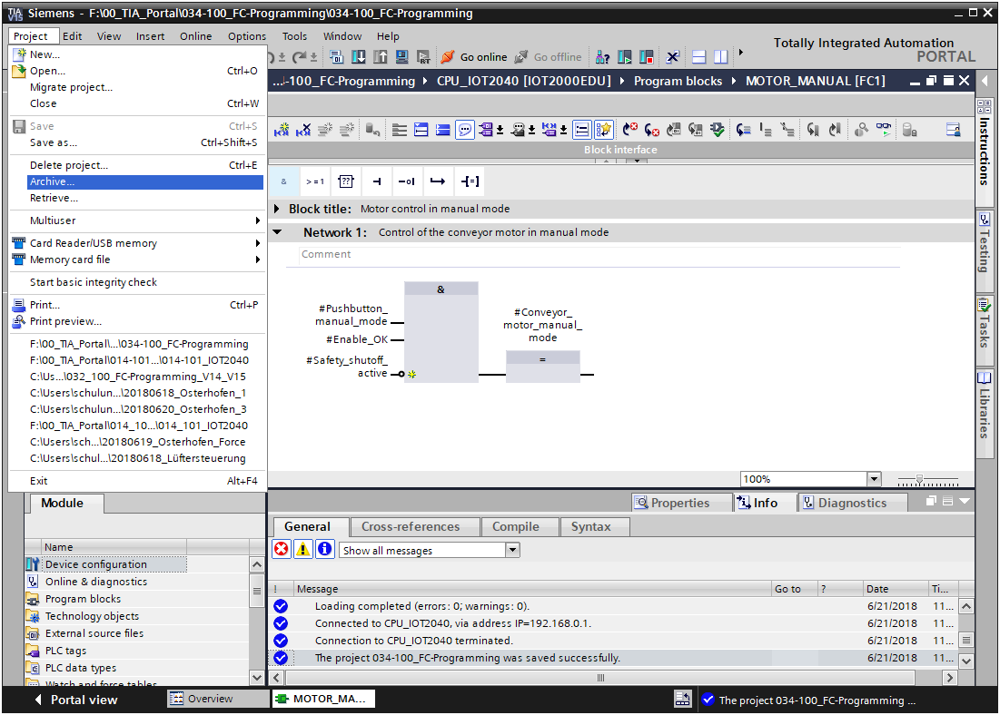 TIA V15 Siemens - F:\00_TIA_Portal\034-100_FC-Programming\034-100_FC-Programming
Project Edit View Insert Online Options Tools Window Help
Totally Integrated Automation
PORTAL
Go online Go offline
New...
Open... Ctrl+O
Migrate project...
Close Ctrl+W
Save Ctrl+S
Save as... Ctrl+Shift+S
Delete project... Ctrl+E
Archive...
Retrieve...
Multiuser
Card Reader/USB memory
Memory card file
Start basic integrity check
Print... Ctrl+P
Print preview...
F:\00_TIA_Portal\...\034-100_FC-Programming
F:\00_TIA_Portal\014-101...\014-101_IOT2040
C:\Us...\032_100_FC-Programming_V14_V15
C:\Users\schulun...\20180618_Osterhofen_1
C:\Users\schulun...\20180620_Osterhofen_3
F:\00_TIA_Portal\014_10...\014_101_IOT2040
C:\Users\sch...\20180619_Osterhofen_Force
C:\Users\schul...\20180618_Lüftersteuerung
Exit Alt+F4
...-100_FC-Programming CPU_IOT2040 [IOT2000EDU] Program blocks MOTOR_MANUAL [FC1]
Block interface
& >=1 ?? [=]
Block title: Motor control in manual mode
Network 1: Control of the conveyor motor in manual mode
Comment
&
#Pushbutton_
manual_mode
#Enable_OK
#Safety_shutoff_
active
#Conveyor_
motor_manual_
mode
=
100%
Instructions
Testing
Tasks
Libraries
Properties Info Diagnostics
General Cross-references Compile Syntax
Show all messages
! Message Go to ? Date Ti...
Loading completed (errors: 0; warnings: 0). 6/21/2018 11...
Connected to CPU_IOT2040, via address IP=192.168.0.1. 6/21/2018 11...
Connection to CPU_IOT2040 terminated. 6/21/2018 11...
The project 034-100_FC-Programming was saved successfully. 6/21/2018 11...
Module
Name
Device configuration
Online & diagnostics
Program blocks
Technology objects
External source files
PLC tags
PLC data types
Watch and force tables
Portal view Overview MOTOR_MA... The project 034-100_FC-Programming ...